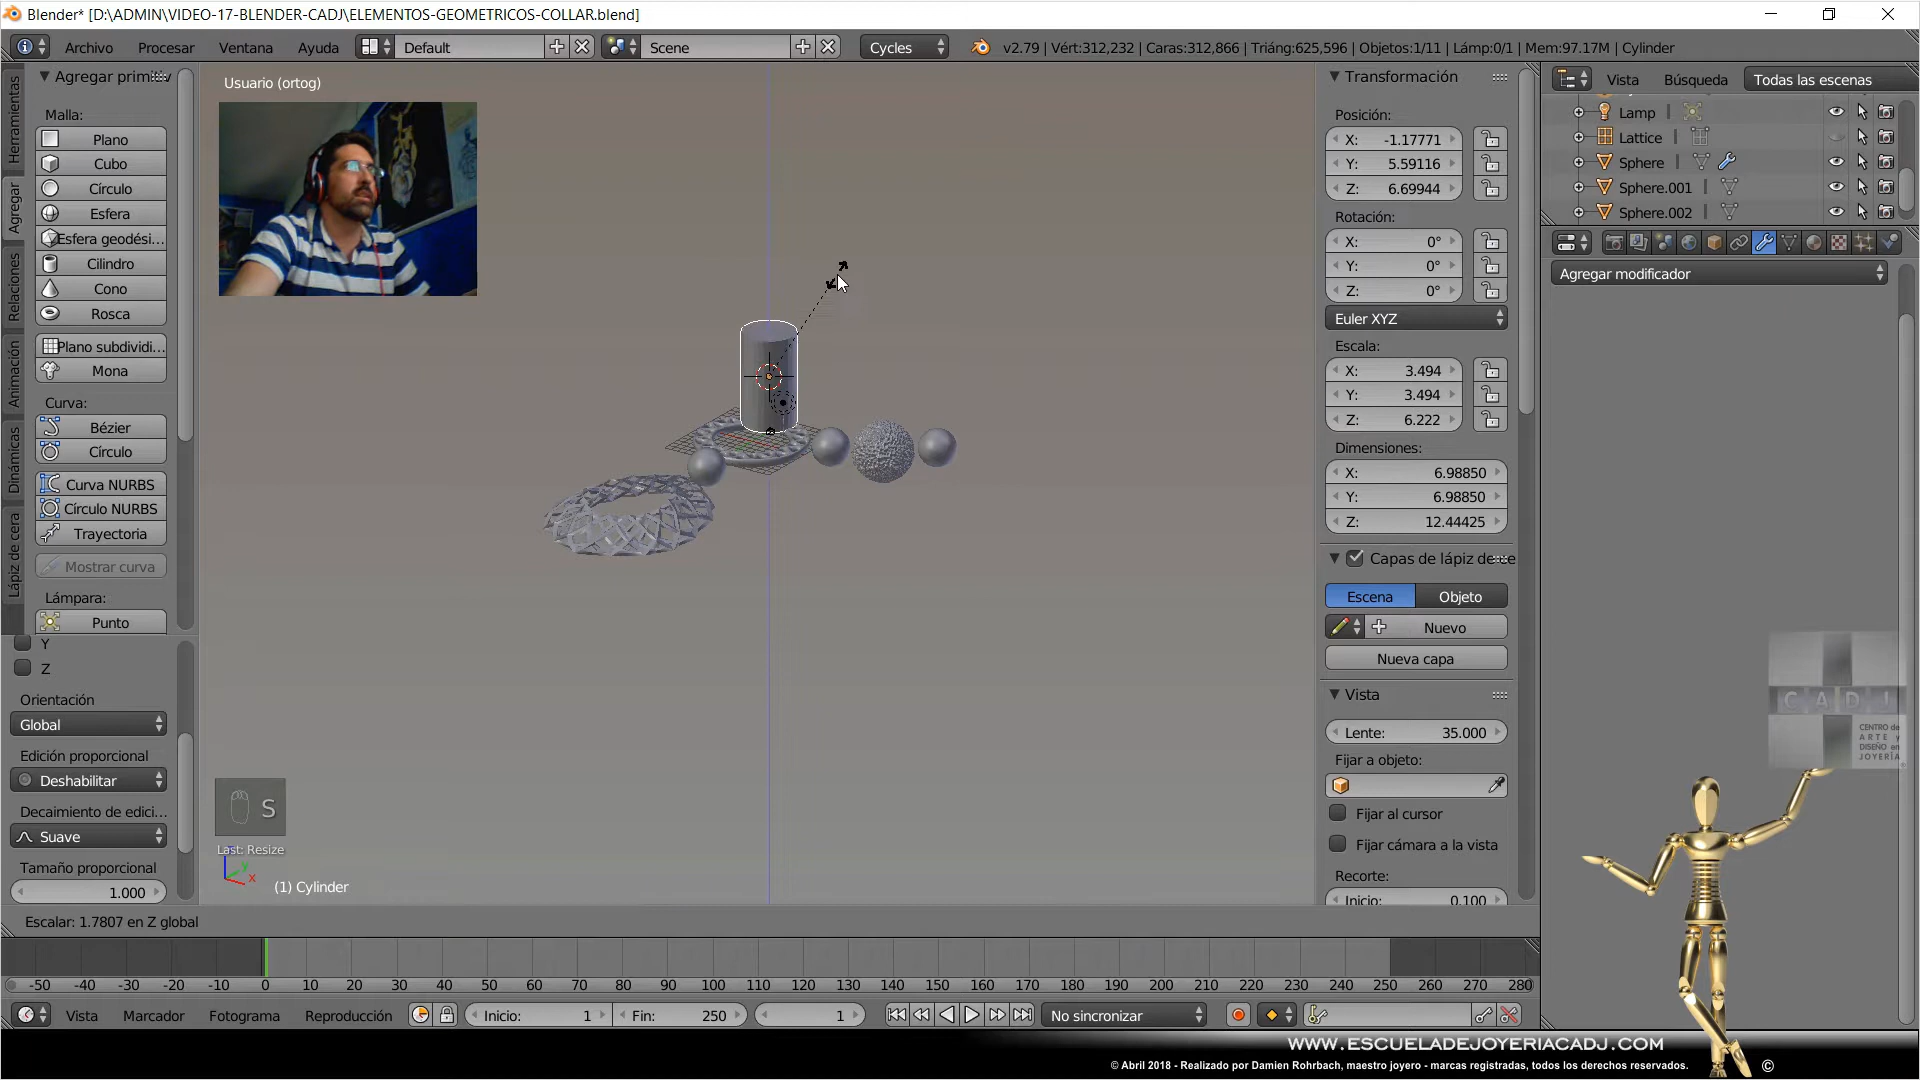 Blender* [D:\ADMIN\VIDEO-17-BLENDER-CADJ\ELEMENTOS-GEOMETRICOS-COLLAR.blend]
Archivo Procesar Ventana Ayuda Default Scene Cycles v2.79 | Vért:312,232 | Caras:312,866 | Triáng:625,596 | Objetos:1/11 | Lámp:0/1 | Mem:97.17M | Cylinder
Herramientas
Agregar
Relaciones
Animación
Dinámicas
Lápiz de cera
Agregar primitiv
Malla:
Plano
Cubo
Círculo
Esfera
Esfera geodési...
Cilindro
Cono
Rosca
Plano subdividi...
Mona
Curva:
Bézier
Círculo
Curva NURBS
Círculo NURBS
Trayectoria
Mostrar curva
Lámpara:
Punto
Y
Z
Orientación
Global
Edición proporcional
Deshabilitar
Decaimiento de edici...
Suave
Tamaño proporcional
1.000
Usuario (ortog)
S
Last: Resize
z
y
x
(1) Cylinder
Escalar: 1.7807 en Z global
Transformación
Posición:
X: -1.17771
Y: 5.59116
Z: 6.69944
Rotación:
X: 0°
Y: 0°
Z: 0°
Euler XYZ
Escala:
X: 3.494
Y: 3.494
Z: 6.222
Dimensiones:
X: 6.98850
Y: 6.98850
Z: 12.44425
Capas de lápiz de
Escena Objeto
Nuevo
Nueva capa
Vista
Lente: 35.000
Fijar a objeto:
Fijar al cursor
Fijar cámara a la vista
Recorte:
Inicio: 0.100
Vista Búsqueda Todas las escenas
Lamp
Lattice
Sphere
Sphere.001
Sphere.002
Agregar modificador
CADJ
CENTRO de
ARTE y
DISEÑO en
JOYERÍA
-50 -40 -30 -20 -10 0 10 20 30 40 50 60 70 80 90 100 110 120 130 140 150 160 170 180 190 200 210 220 230 240 250 260 270 280
Vista Marcador Fotograma Reproducción Inicio: 1 Fin: 250 1 No sincronizar
WWW.ESCUELADEJOYERIACADJ.COM
© Abril 2018 - Realizado por Damien Rohrbach, maestro joyero - marcas registradas, todos los derechos reservados. ©